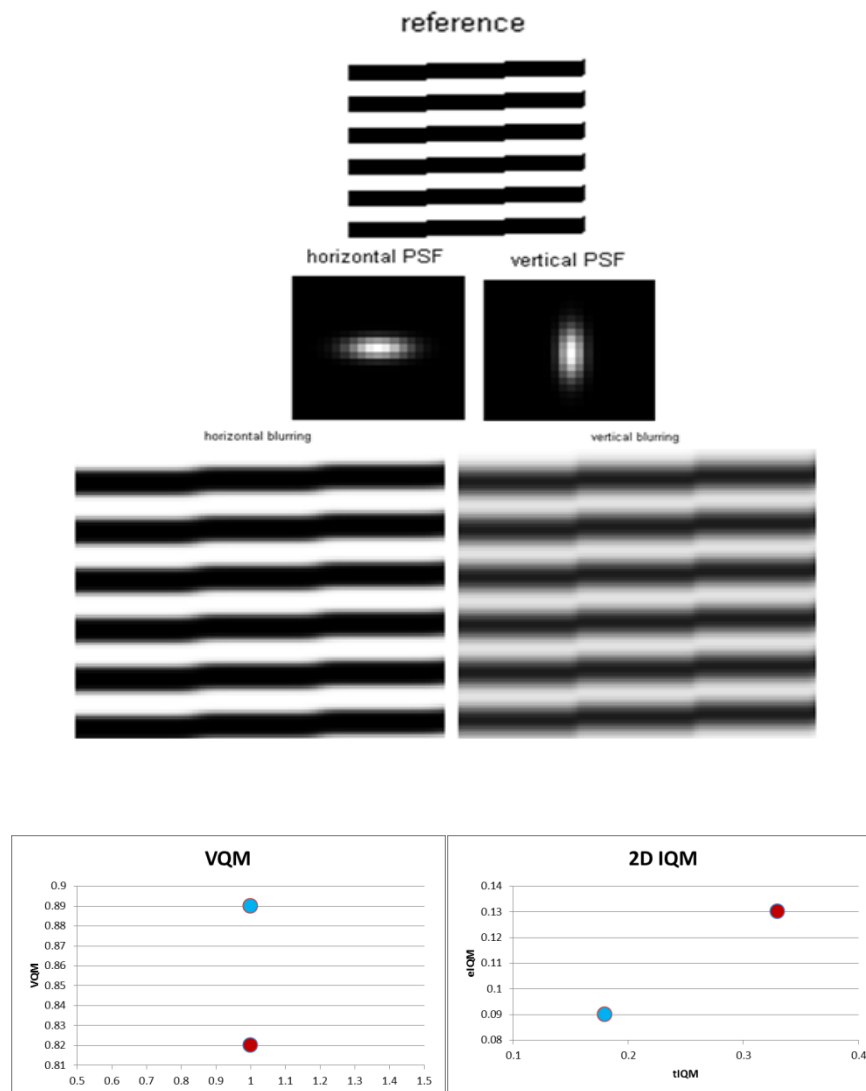 reference
horizontal PSF
vertical PSF
horizontal blurring
vertical blurring
VQM
0.9
0.89
0.88
0.87
0.86
0.85
0.84
0.83
0.82
0.81
VQM
0.5 0.6 0.7 0.8 0.9 1 1.1 1.2 1.3 1.4 1.5
2D IQM
0.14
0.13
0.12
0.11
0.1
0.09
0.08
eIQM
0.1 0.2 0.3 0.4
tIQM